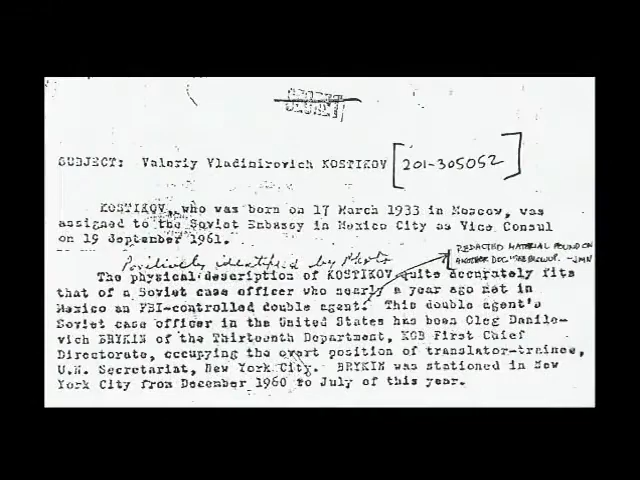 SECRET
SUBJECT: Valeriy Vladimirovich KOSTIKOV [201-305052]
KOSTIKOV, who was born on 17 March 1933 in Moscow, was
assigned to the Soviet Embassy in Mexico City as Vice Consul
on 19 September 1961.
Positively identified by Photo
REDACTED MATERIAL FOUND ON
ANOTHER DOC. SEE BLOWUP. -JMN
The physical description of KOSTIKOV quite accurately fits
that of a Soviet case officer who nearly a year ago met in
Mexico an FBI-controlled double agent. This double agent's
Soviet case officer in the United States has been Oleg Danilo-
vich BRYKIN of the Thirteenth Department, KGB First Chief
Directorate, occupying the overt position of translator-trainee,
U.N. Secretariat, New York City. BRYKIN was stationed in New
York City from December 1960 to July of this year.